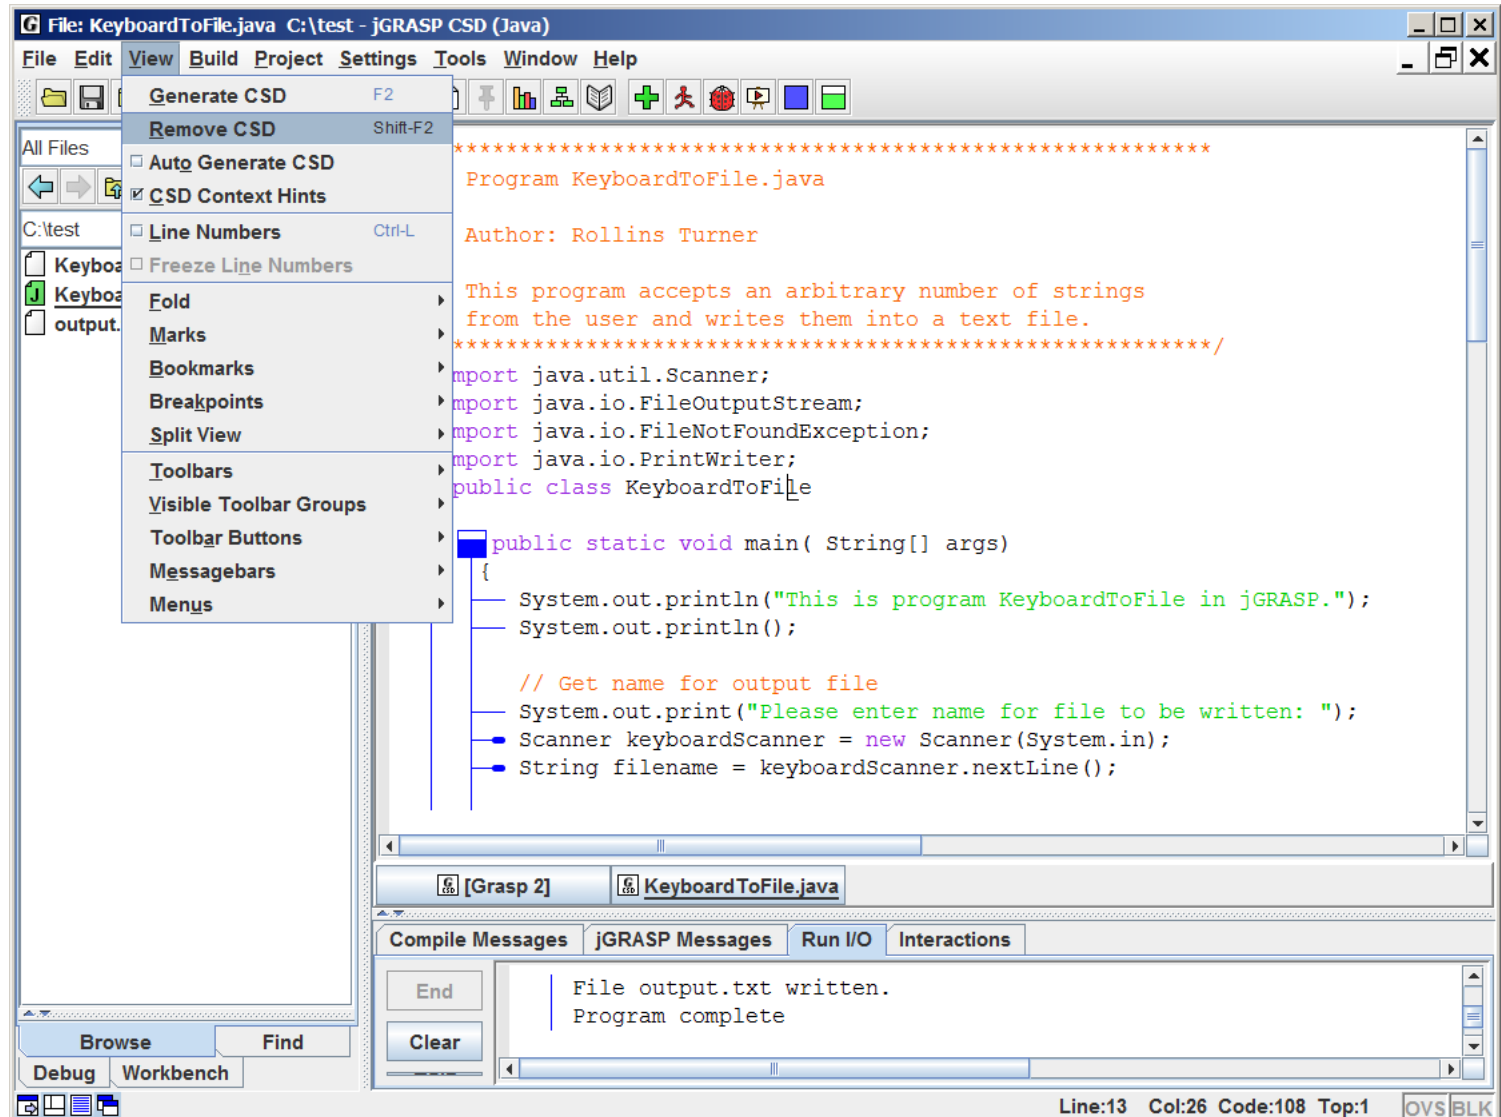 File: KeyboardToFile.java  C:\test - jGRASP CSD (Java)
File Edit View Build Project Settings Tools Window Help
Generate CSD F2
Remove CSD Shift-F2
Auto Generate CSD
CSD Context Hints
Line Numbers Ctrl-L
Freeze Line Numbers
Fold
Marks
Bookmarks
Breakpoints
Split View
Toolbars
Visible Toolbar Groups
Toolbar Buttons
Messagebars
Menus
All Files
C:\test
Keyboa
Keyboa
output.
*********************************************************
Program KeyboardToFile.java
Author: Rollins Turner
This program accepts an arbitrary number of strings
from the user and writes them into a text file.
*********************************************************/
mport java.util.Scanner;
mport java.io.FileOutputStream;
mport java.io.FileNotFoundException;
mport java.io.PrintWriter;
public class KeyboardToFile
public static void main( String[] args)
{
System.out.println("This is program KeyboardToFile in jGRASP.");
System.out.println();
// Get name for output file
System.out.print("Please enter name for file to be written: ");
Scanner keyboardScanner = new Scanner(System.in);
String filename = keyboardScanner.nextLine();
[Grasp 2] KeyboardToFile.java
Compile Messages jGRASP Messages Run I/O Interactions
End
Clear
File output.txt written.
Program complete
Browse Find
Debug Workbench
Line:13 Col:26 Code:108 Top:1 OVS BLK